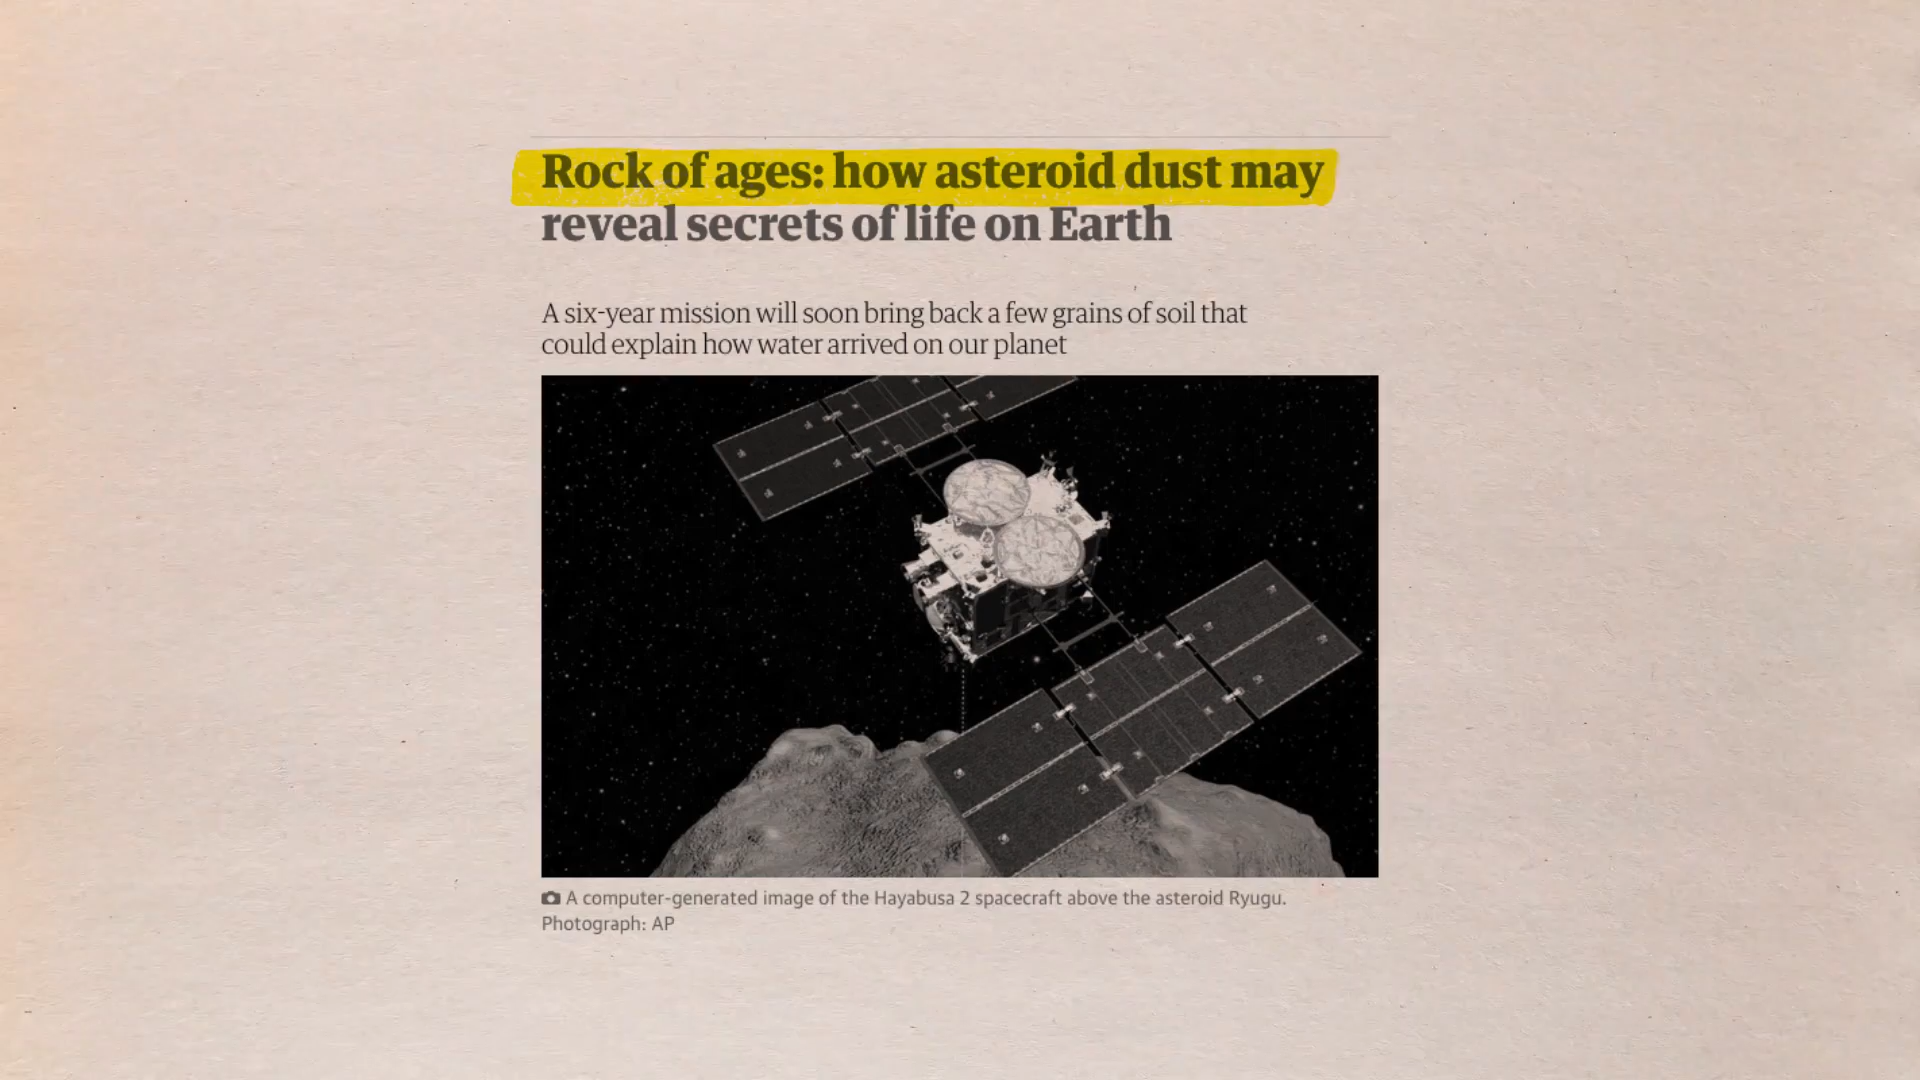 Rock of ages: how asteroid dust may
reveal secrets of life on Earth
A six-year mission will soon bring back a few grains of soil that
could explain how water arrived on our planet
A computer-generated image of the Hayabusa 2 spacecraft above the asteroid Ryugu.
Photograph: AP